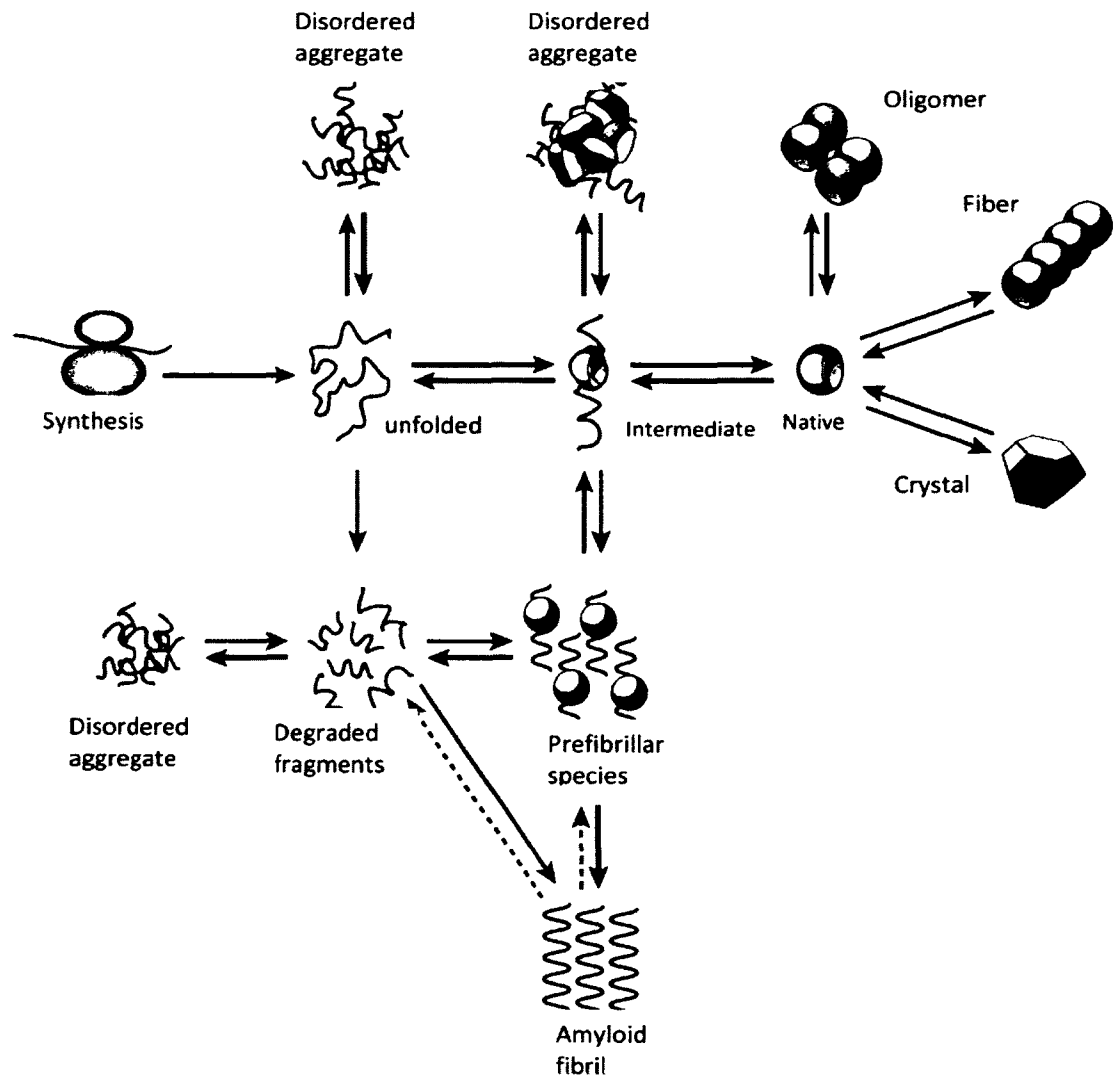 Disordered
aggregate
Disordered
aggregate
Oligomer
Fiber
Synthesis
unfolded
Intermediate
Native
Crystal
Disordered
aggregate
Degraded
fragments
Prefibrillar
species
Amyloid
fibril